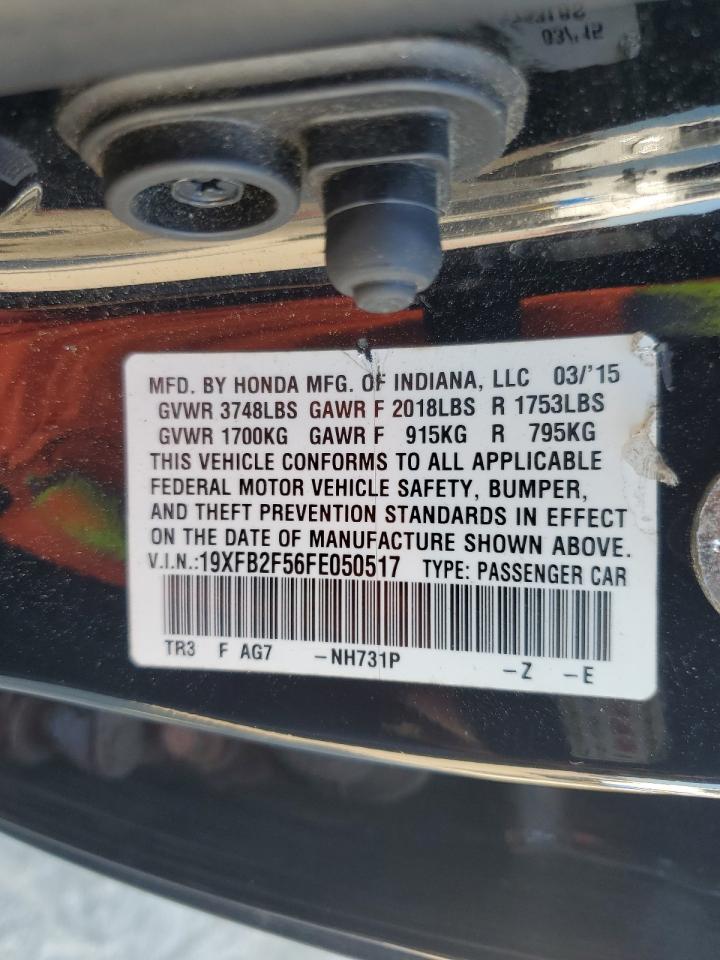 03/'15
MFD. BY HONDA MFG. OF INDIANA, LLC 03/'15
GVWR 3748LBS GAWR F 2018LBS R 1753LBS
GVWR 1700KG GAWR F 915KG R 795KG
THIS VEHICLE CONFORMS TO ALL APPLICABLE
FEDERAL MOTOR VEHICLE SAFETY, BUMPER,
AND THEFT PREVENTION STANDARDS IN EFFECT
ON THE DATE OF MANUFACTURE SHOWN ABOVE.
V.I.N.:19XFB2F56FE050517 TYPE: PASSENGER CAR
TR3 F AG7 -NH731P -Z -E